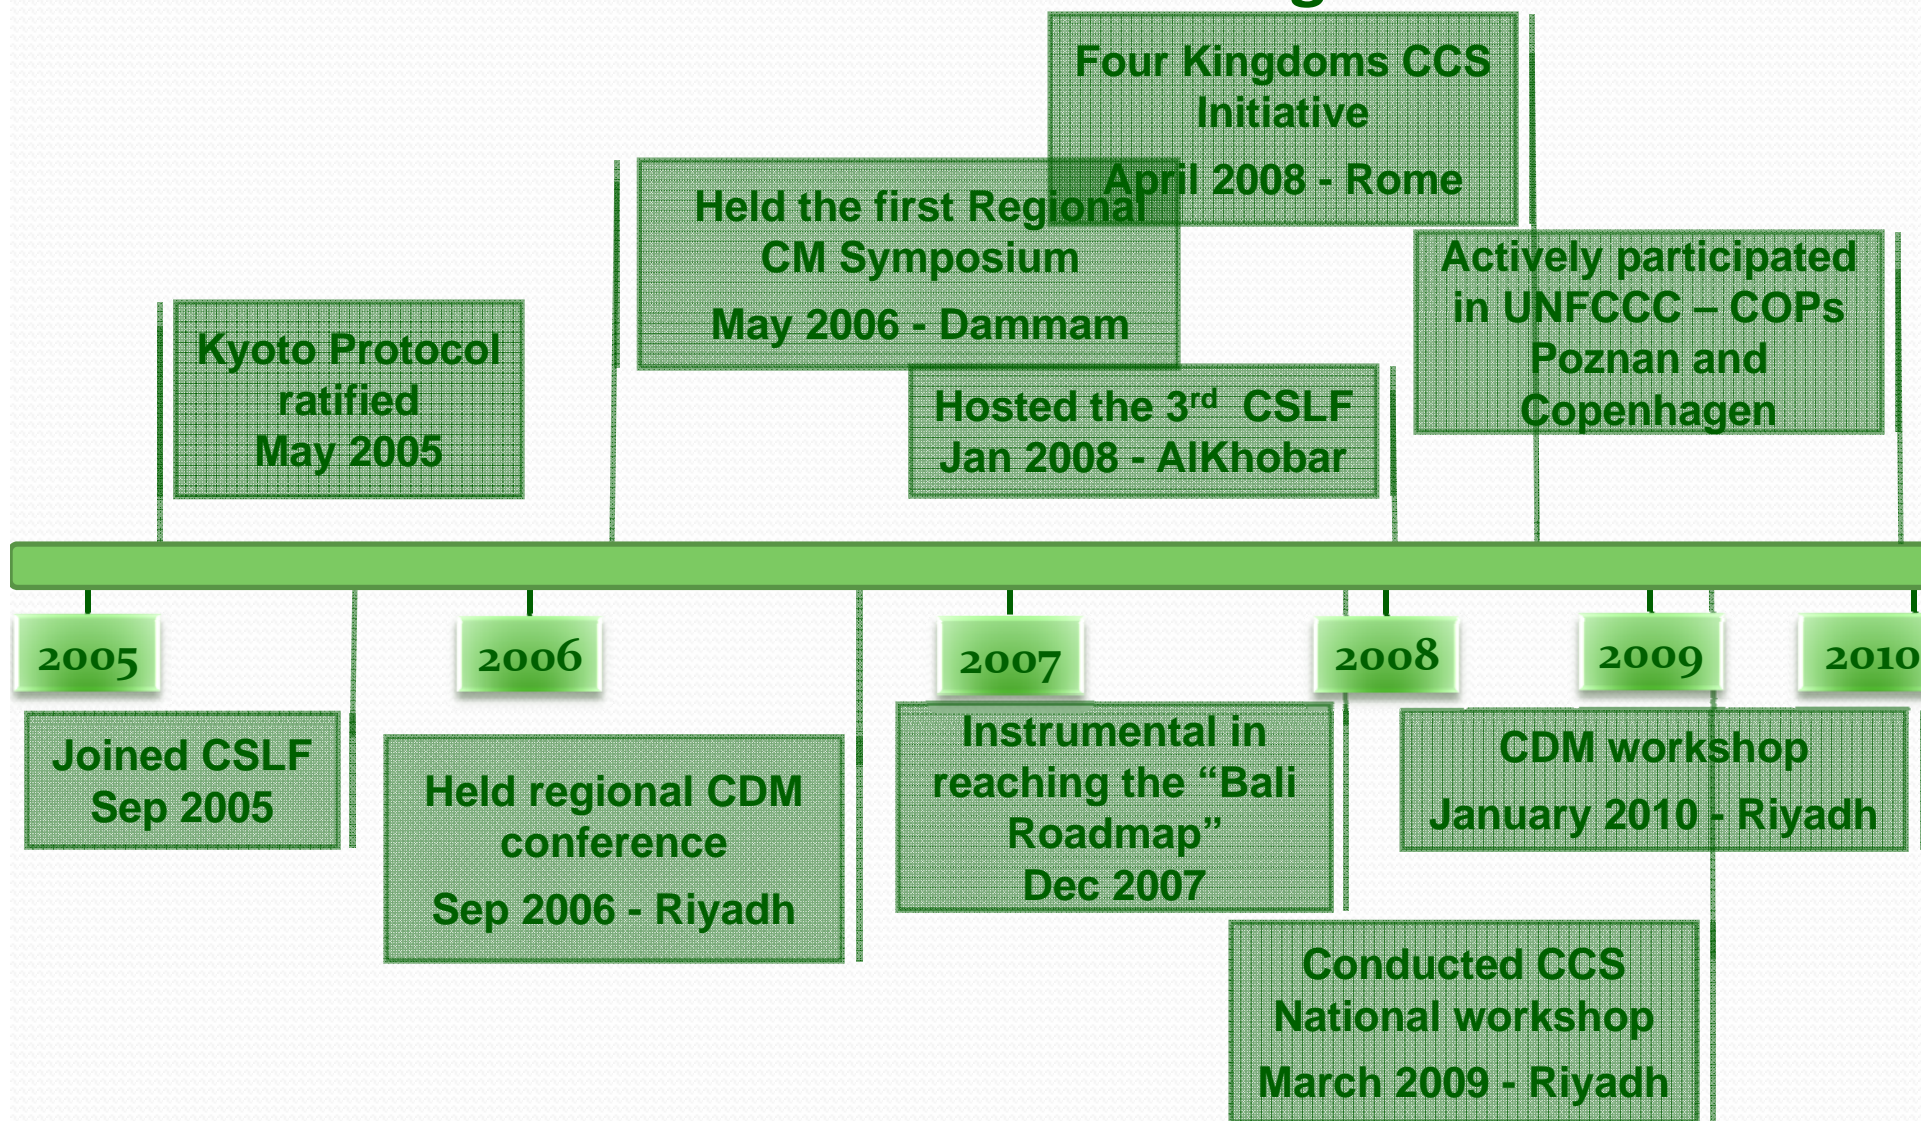 Four Kingdoms CCS
Initiative
April 2008 - Rome
Held the first Regional
CM Symposium
May 2006 - Dammam
Actively participated
in UNFCCC – COPs
Poznan and
Copenhagen
Kyoto Protocol
ratified
May 2005
Hosted the 3rd CSLF
Jan 2008 - AlKhobar
2005
2006
2007
2008
2009
2010
Joined CSLF
Sep 2005
Held regional CDM
conference
Sep 2006 - Riyadh
Instrumental in
reaching the “Bali
Roadmap”
Dec 2007
CDM workshop
January 2010 - Riyadh
Conducted CCS
National workshop
March 2009 - Riyadh